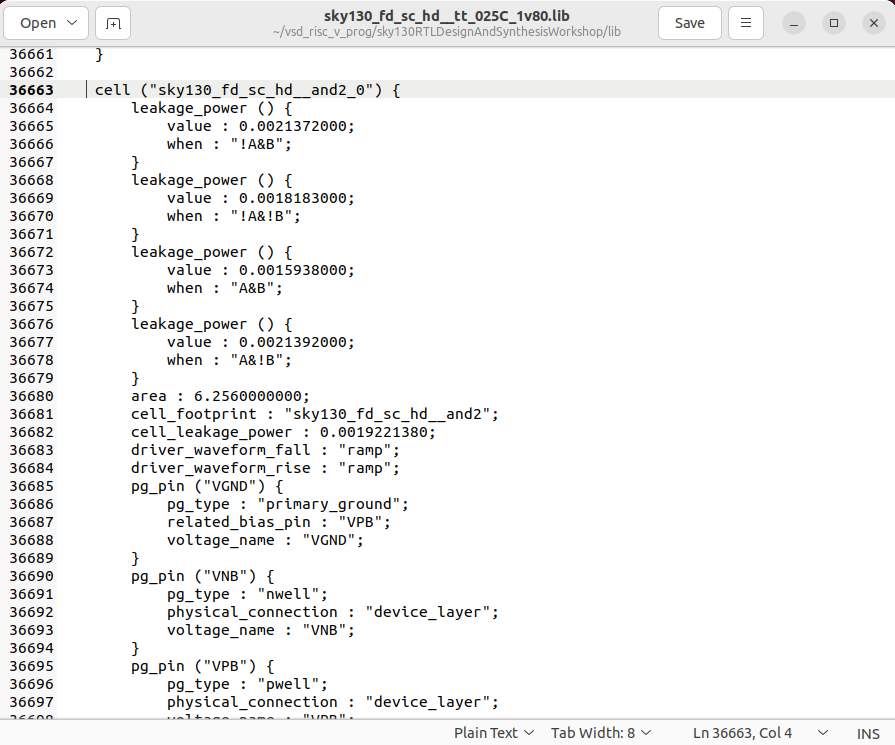 Open
sky130_fd_sc_hd__tt_025C_1v80.lib
~/vsd_risc_v_prog/sky130RTLDesignAndSynthesisWorkshop/lib
Save
36661     }
36662
36663     cell ("sky130_fd_sc_hd__and2_0") {
36664         leakage_power () {
36665             value : 0.0021372000;
36666             when : "!A&B";
36667         }
36668         leakage_power () {
36669             value : 0.0018183000;
36670             when : "!A&!B";
36671         }
36672         leakage_power () {
36673             value : 0.0015938000;
36674             when : "A&B";
36675         }
36676         leakage_power () {
36677             value : 0.0021392000;
36678             when : "A&!B";
36679         }
36680         area : 6.2560000000;
36681         cell_footprint : "sky130_fd_sc_hd__and2";
36682         cell_leakage_power : 0.0019221380;
36683         driver_waveform_fall : "ramp";
36684         driver_waveform_rise : "ramp";
36685         pg_pin ("VGND") {
36686             pg_type : "primary_ground";
36687             related_bias_pin : "VPB";
36688             voltage_name : "VGND";
36689         }
36690         pg_pin ("VNB") {
36691             pg_type : "nwell";
36692             physical_connection : "device_layer";
36693             voltage_name : "VNB";
36694         }
36695         pg_pin ("VPB") {
36696             pg_type : "pwell";
36697             physical_connection : "device_layer";
36698             voltage_name : "VPB";
Plain Text Tab Width: 8 Ln 36663, Col 4 INS